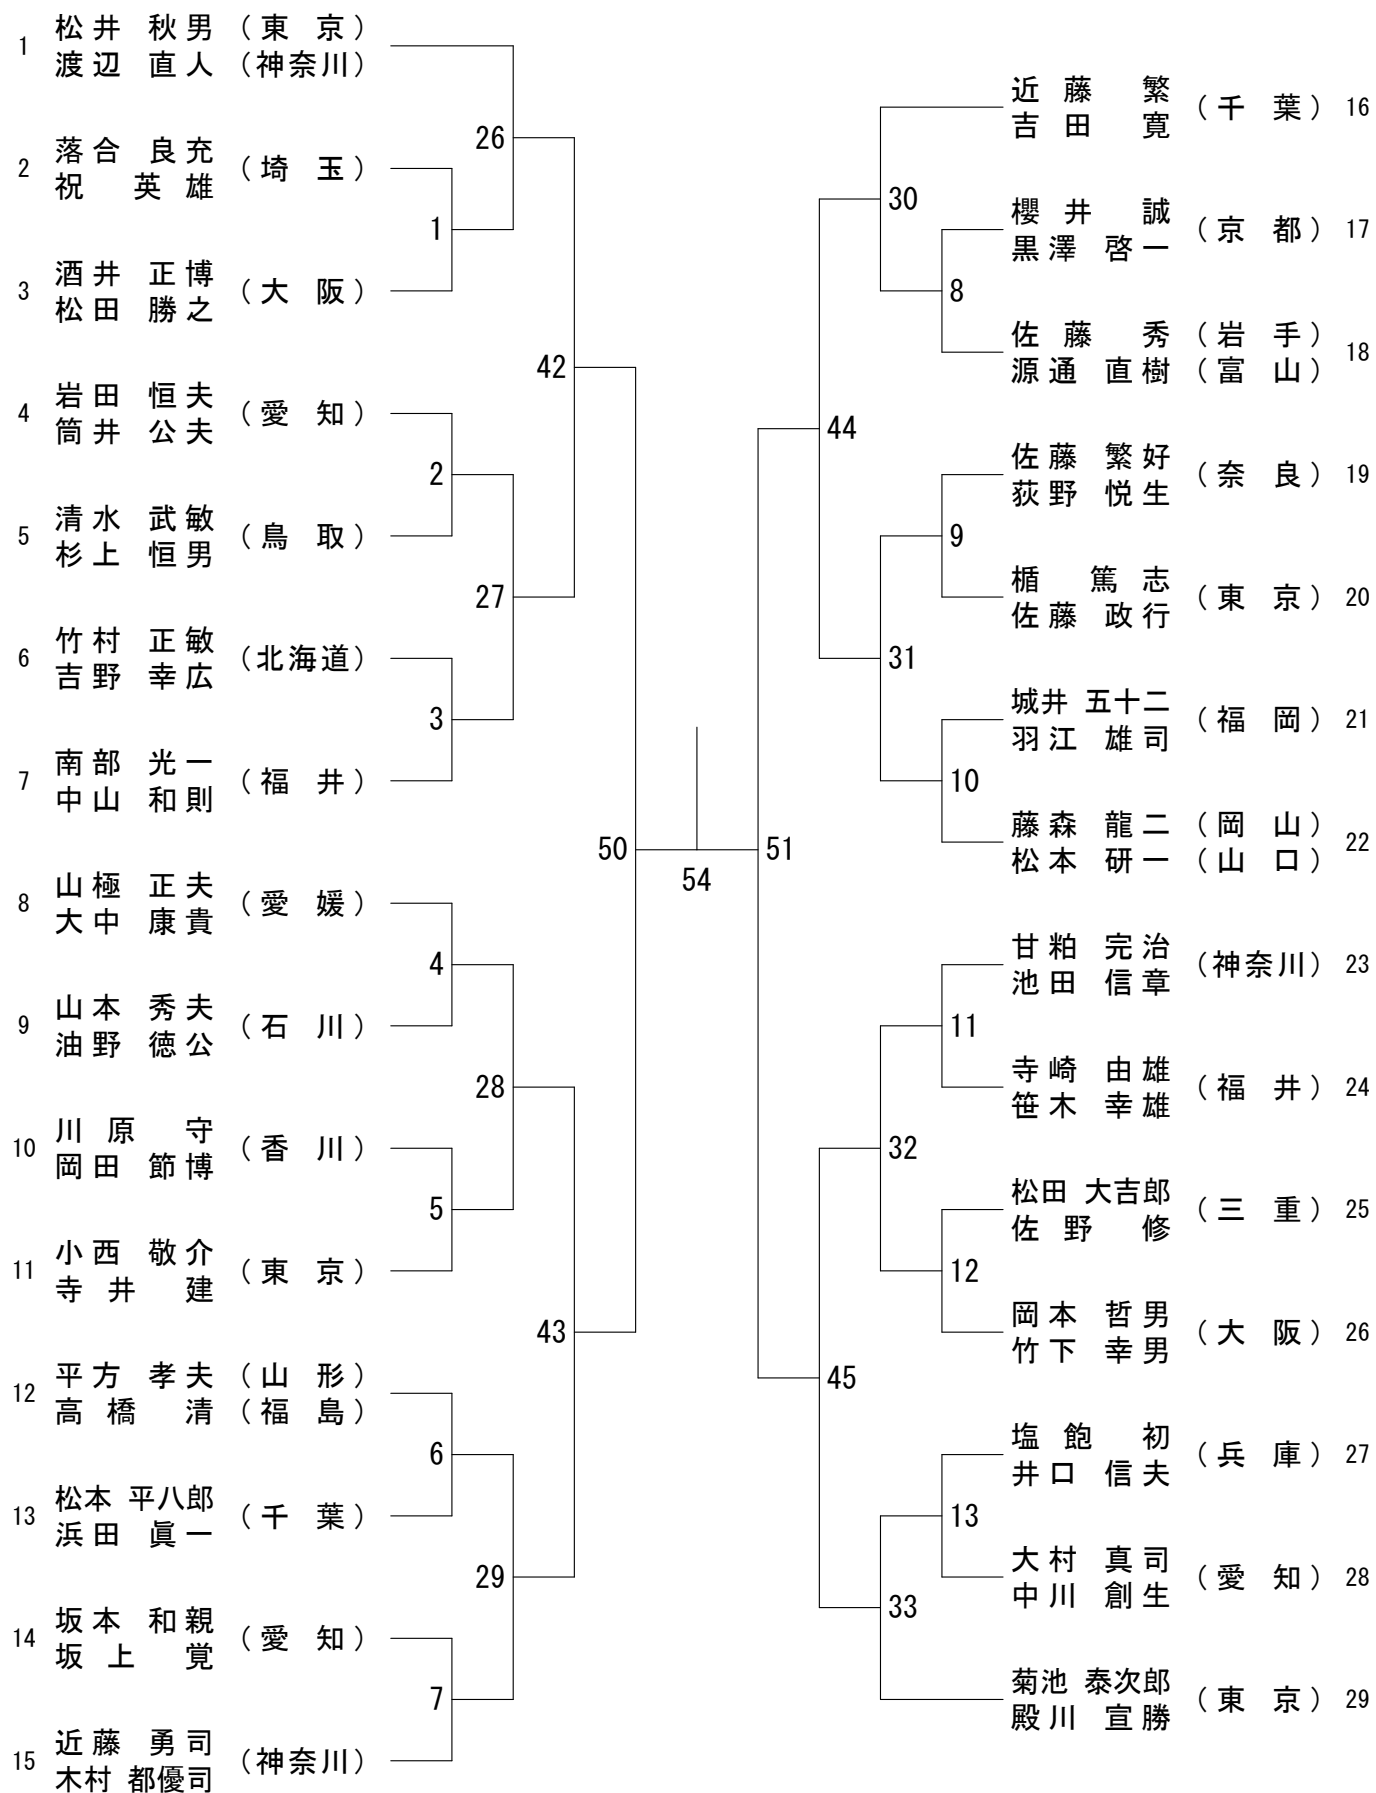 1 松井 秋男 (東 京)
渡辺 直人 (神奈川)
2 落合 良充 (埼 玉)
祝 英雄
3 酒井 正博 (大 阪)
松田 勝之
4 岩田 恒夫 (愛 知)
筒井 公夫
5 清水 武敏 (鳥 取)
杉上 恒男
6 竹村 正敏 (北海道)
吉野 幸広
7 南部 光一 (福 井)
中山 和則
8 山極 正夫 (愛 媛)
大中 康貴
9 山本 秀夫 (石 川)
油野 徳公
10 川原 守 (香 川)
岡田 節博
11 小西 敬介 (東 京)
寺井 建
12 平方 孝夫 (山 形)
高橋 清 (福 島)
13 松本 平八郎 (千 葉)
浜田 眞一
14 坂本 和親 (愛 知)
坂上 覚
15 近藤 勇司 (神奈川)
木村 都優司
26
1
42
2
27
3
50
4
28
5
43
6
29
7
54
51
30
8
44
9
31
10
11
32
12
45
13
33
近藤 繁 (千 葉) 16
吉田 寛
櫻井 誠 (京 都) 17
黒澤 啓一
佐藤 秀 (岩 手) 18
源通 直樹 (富 山)
佐藤 繁好 (奈 良) 19
荻野 悦生
楯 篤志 (東 京) 20
佐藤 政行
城井 五十二 (福 岡) 21
羽江 雄司
藤森 龍二 (岡 山) 22
松本 研一 (山 口)
甘粕 完治 (神奈川) 23
池田 信章
寺崎 由雄 (福 井) 24
笹木 幸雄
松田 大吉郎 (三 重) 25
佐野 修
岡本 哲男 (大 阪) 26
竹下 幸男
塩飽 初 (兵 庫) 27
井口 信夫
大村 真司 (愛 知) 28
中川 創生
菊池 泰次郎 (東 京) 29
殿川 宣勝